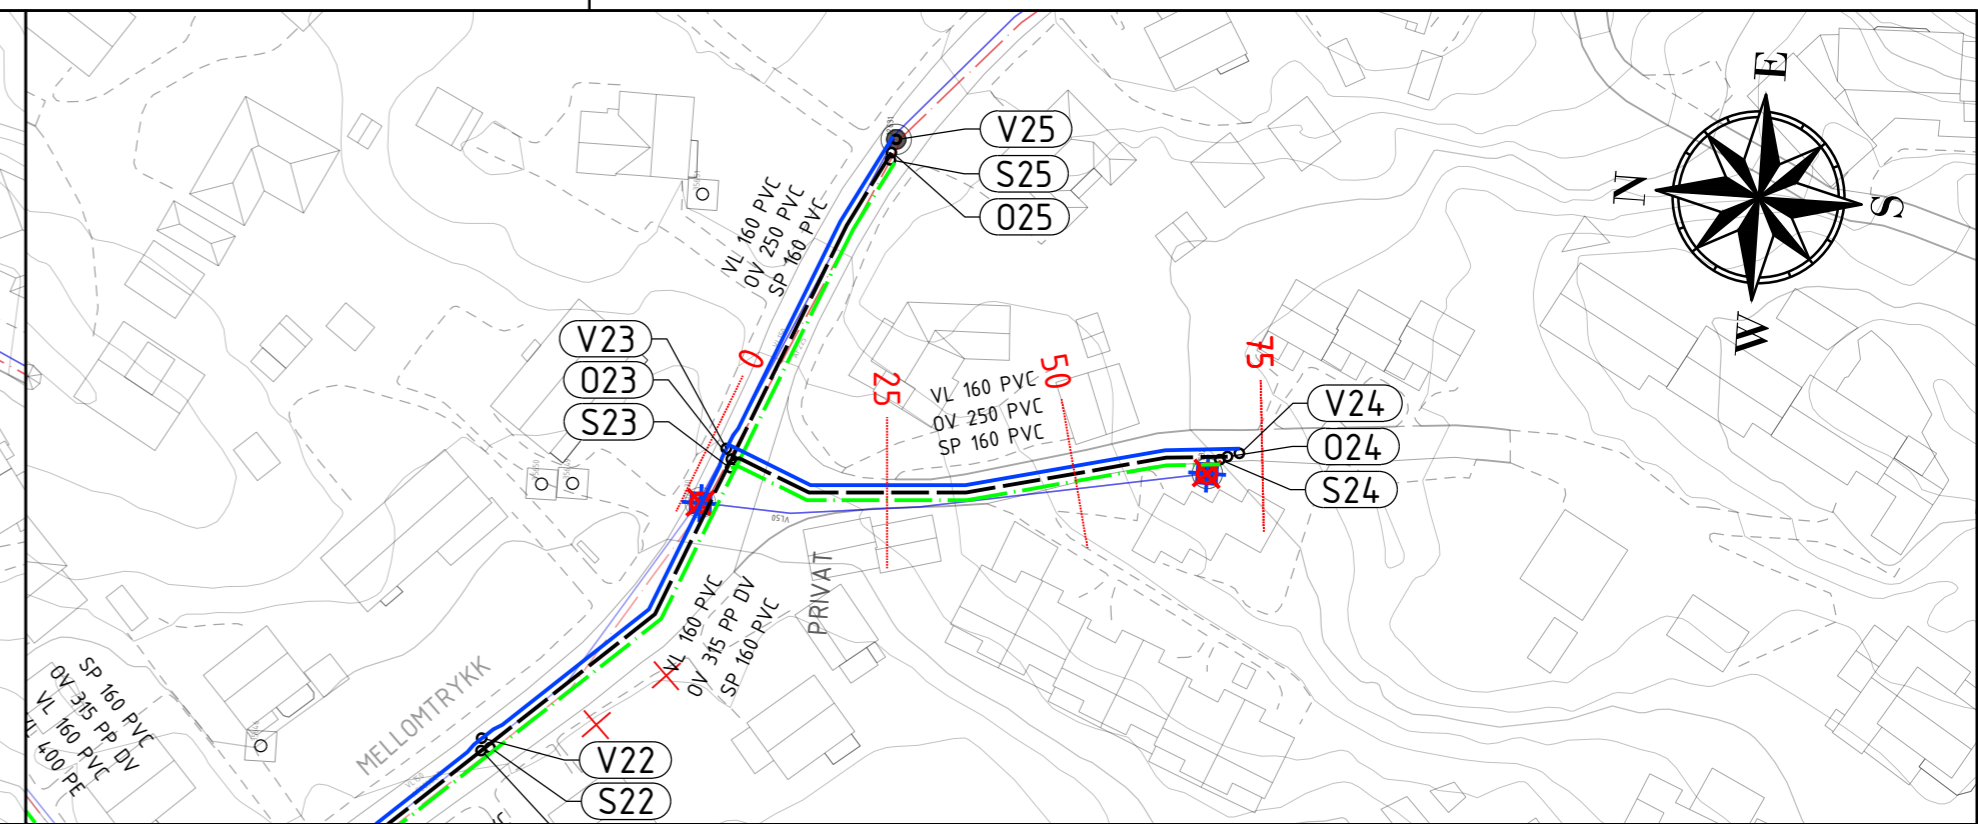 V25
S25
O25
VL 160 PVC
OV 250 PVC
SP 160 PVC
E
N
S
W
V23
O23
S23
0
25
50
75
VL 160 PVC
OV 250 PVC
SP 160 PVC
V24
O24
S24
VL50
PRIVAT
VL 160 PVC
OV 315 PP DV
SP 160 PVC
MELLOMTRYKK
SP 160 PVC
OV 315 PP DV
VL 160 PVC
VL 400 PE
V22
S22